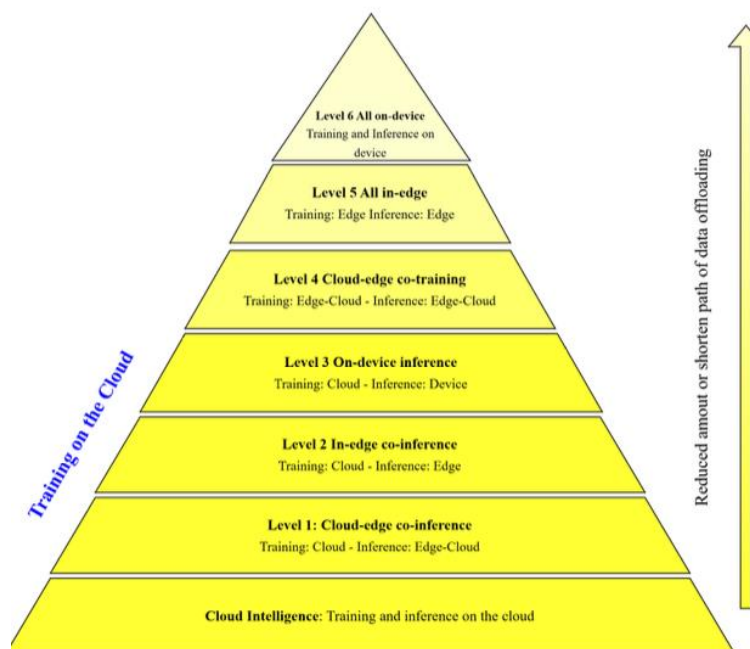 Level 6 All on-device
Training and Inference on
device
Level 5 All in-edge
Training: Edge Inference: Edge
Level 4 Cloud-edge co-training
Training: Edge-Cloud - Inference: Edge-Cloud
Level 3 On-device inference
Training: Cloud - Inference: Device
Level 2 In-edge co-inference
Training: Cloud - Inference: Edge
Level 1: Cloud-edge co-inference
Training: Cloud - Inference: Edge-Cloud
Cloud Intelligence: Training and inference on the cloud
Training on the Cloud
Reduced amout or shorten path of data offloading